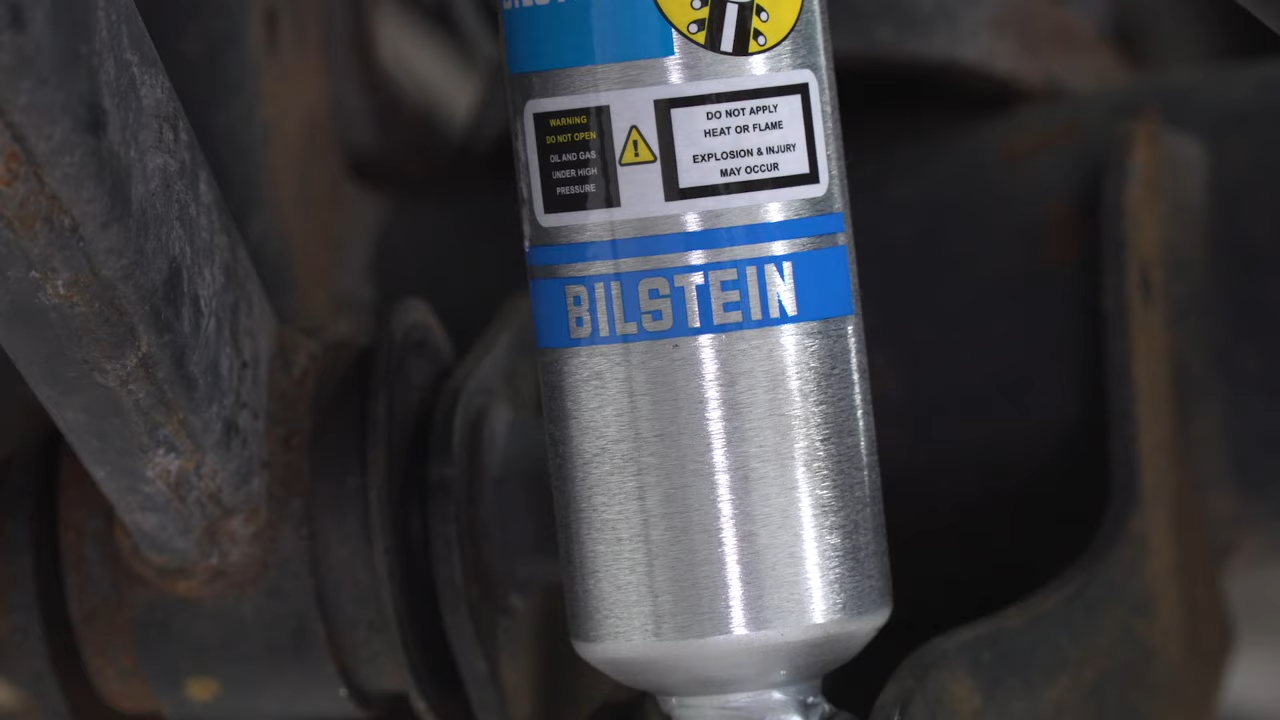 WARNING
DO NOT OPEN
OIL AND GAS
UNDER HIGH
PRESSURE
DO NOT APPLY
HEAT OR FLAME
EXPLOSION & INJURY
MAY OCCUR
BILSTEIN